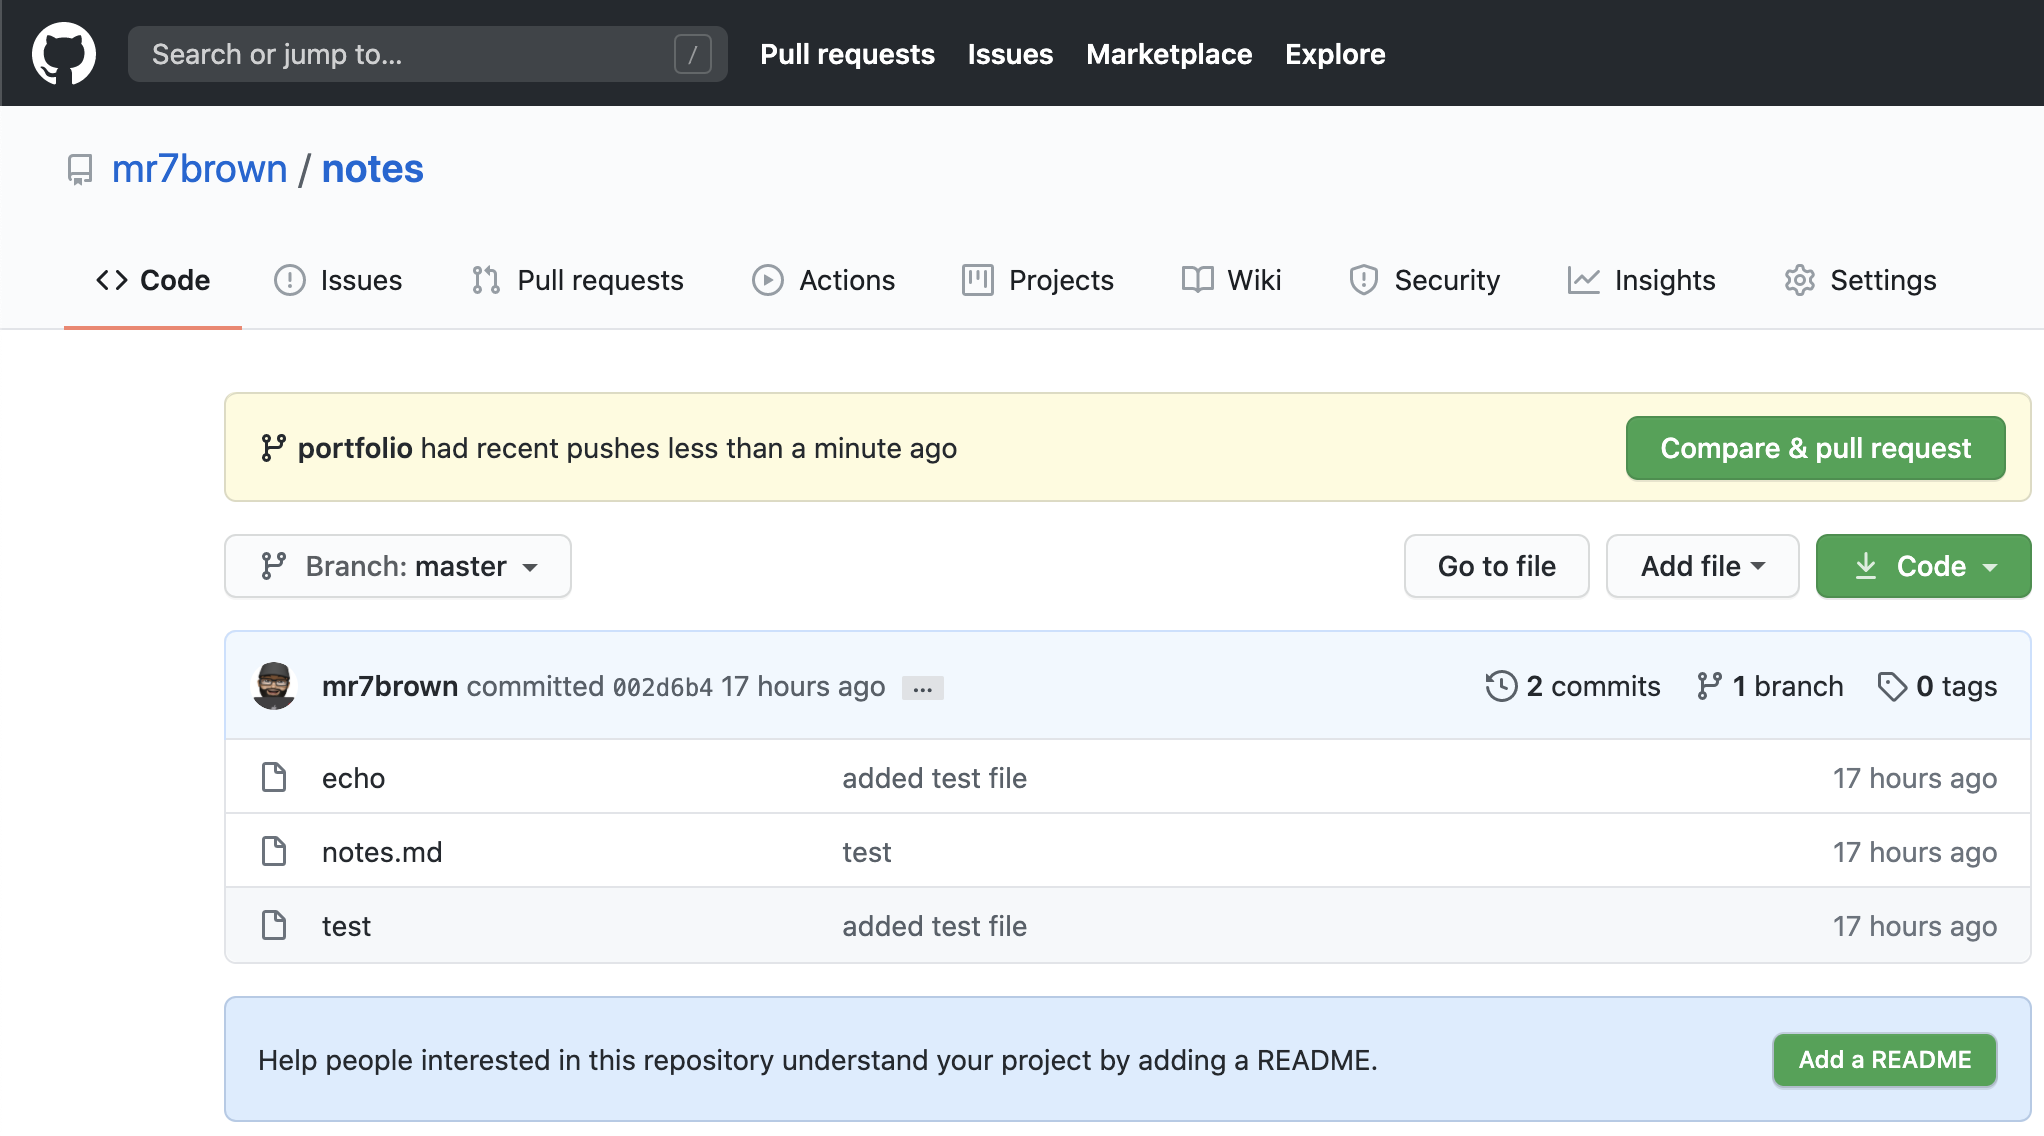 Search or jump to... / Pull requests Issues Marketplace Explore
mr7brown / notes
Code Issues Pull requests Actions Projects Wiki Security Insights Settings
portfolio had recent pushes less than a minute ago Compare & pull request
Branch: master Go to file Add file Code
mr7brown committed 002d6b4 17 hours ago ... 2 commits 1 branch 0 tags
echo added test file 17 hours ago
notes.md test 17 hours ago
test added test file 17 hours ago
Help people interested in this repository understand your project by adding a README. Add a README